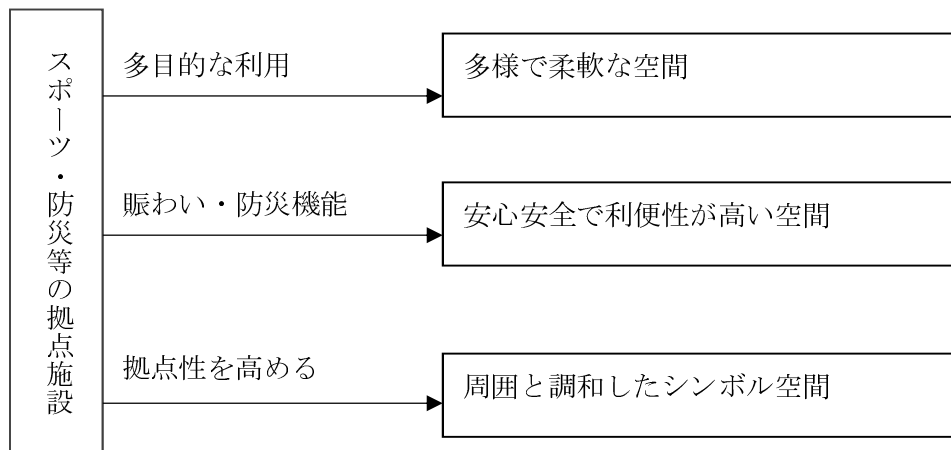 スポーツ・防災等の拠点施設
多目的な利用
多様で柔軟な空間
賑わい・防災機能
安心安全で利便性が高い空間
拠点性を高める
周囲と調和したシンボル空間